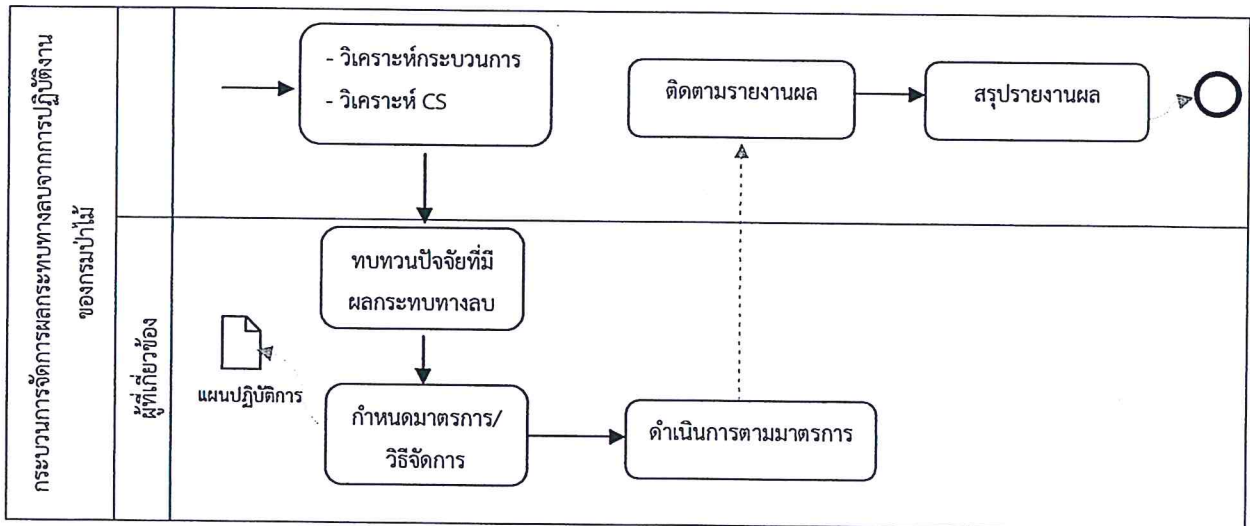 กระบวนการจัดการผลกระทบทางลบจากการปฏิบัติงาน
ของกรมป่าไม้
- วิเคราะห์กระบวนการ
- วิเคราะห์ CS
ติดตามรายงานผล
สรุปรายงานผล
ผู้ที่เกี่ยวข้อง
ทบทวนปัจจัยที่มี
ผลกระทบทางลบ
แผนปฏิบัติการ
กำหนดมาตรการ/
วิธีจัดการ
ดำเนินการตามมาตรการ